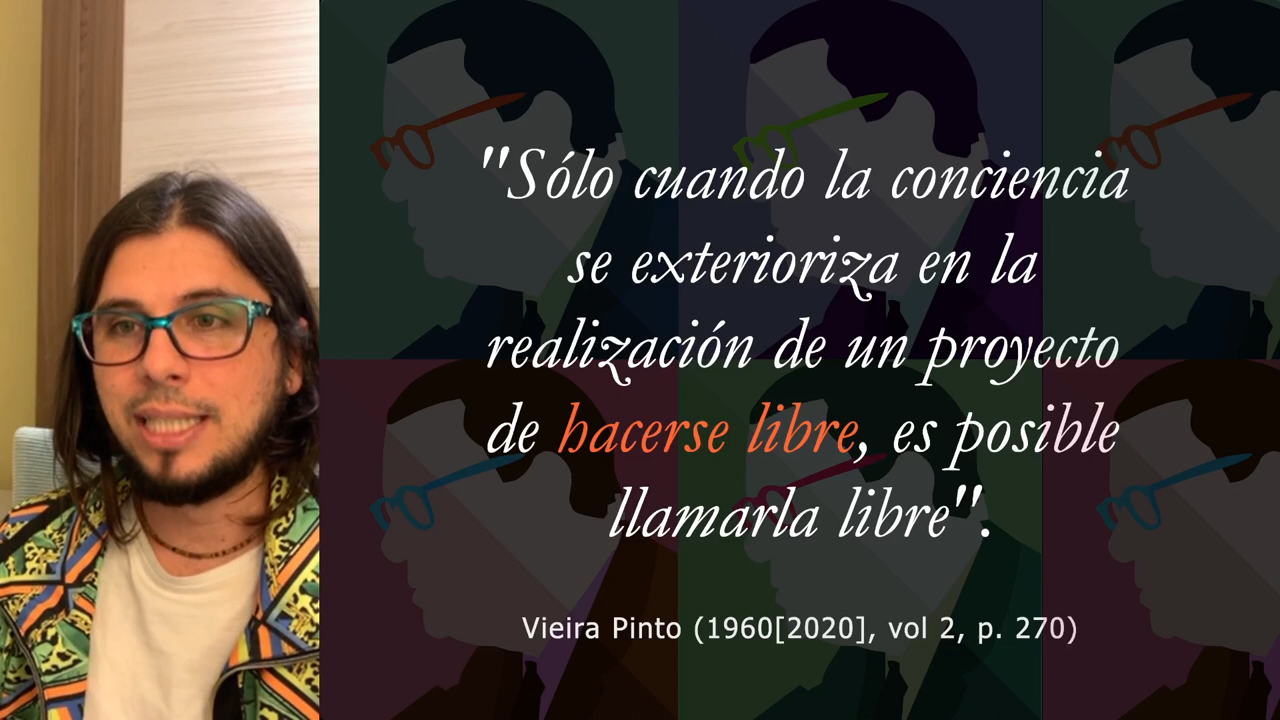 "Sólo cuando la conciencia
se exterioriza en la
realización de un proyecto
de hacerse libre, es posible
llamarla libre".
Vieira Pinto (1960[2020], vol 2, p. 270)